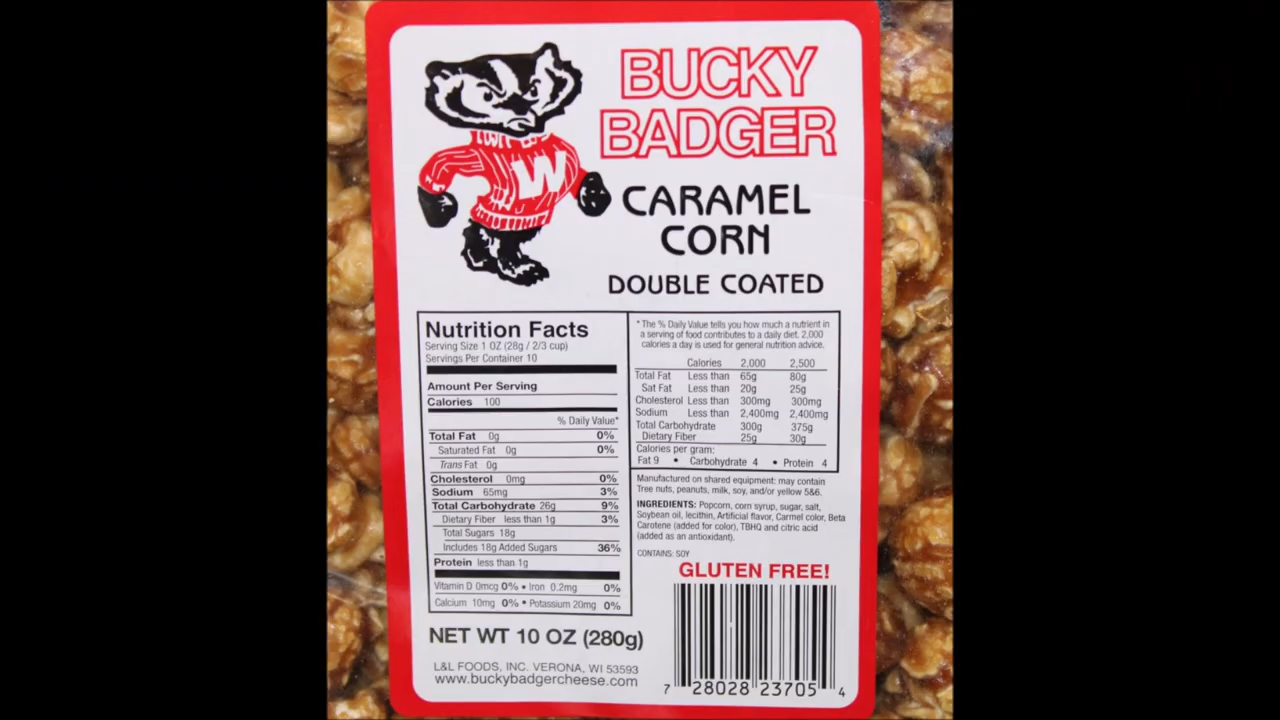 BUCKY
BADGER
W
CARAMEL
CORN
DOUBLE COATED
Nutrition Facts
Serving Size 1 OZ (28g / 2/3 cup)
Servings Per Container 10
Amount Per Serving
Calories 100
% Daily Value*
Total Fat 0g 0%
Saturated Fat 0g 0%
Trans Fat 0g
Cholesterol 0mg 0%
Sodium 65mg 3%
Total Carbohydrate 26g 9%
Dietary Fiber less than 1g 3%
Total Sugars 18g
Includes 18g Added Sugars 36%
Protein less than 1g
Vitamin D 0mcg 0% • Iron 0.2mg 0%
Calcium 10mg 0% • Potassium 20mg 0%
* The % Daily Value tells you how much a nutrient in
a serving of food contributes to a daily diet. 2,000
calories a day is used for general nutrition advice.
Calories 2,000 2,500
Total Fat Less than 65g 80g
Sat Fat Less than 20g 25g
Cholesterol Less than 300mg 300mg
Sodium Less than 2,400mg 2,400mg
Total Carbohydrate 300g 375g
Dietary Fiber 25g 30g
Calories per gram:
Fat 9 • Carbohydrate 4 • Protein 4
Manufactured on shared equipment: may contain
Tree nuts, peanuts, milk, soy, and/or yellow 5&6.
INGREDIENTS: Popcorn, corn syrup, sugar, salt,
Soybean oil, lecithin, Artificial flavor, Carmel color, Beta
Carotene (added for color), TBHQ and citric acid
(added as an antioxidant).
CONTAINS: SOY
GLUTEN FREE!
NET WT 10 OZ (280g)
L&L FOODS, INC. VERONA, WI 53593
www.buckybadgercheese.com
7 28028 23705 4